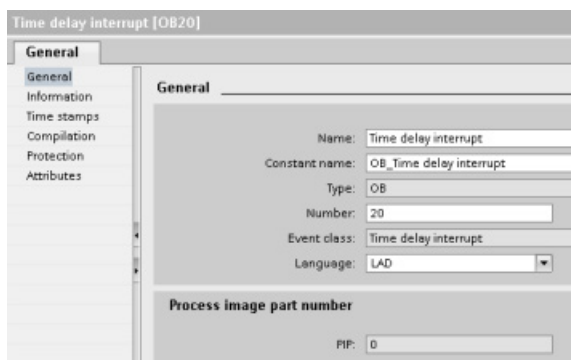 Time delay interrupt [OB20]
General
General
Information
Time stamps
Compilation
Protection
Attributes
General
Name: Time delay interrupt
Constant name: OB_Time delay interrupt
Type: OB
Number: 20
Event class: Time delay interrupt
Language: LAD
Process image part number
PIP: 0